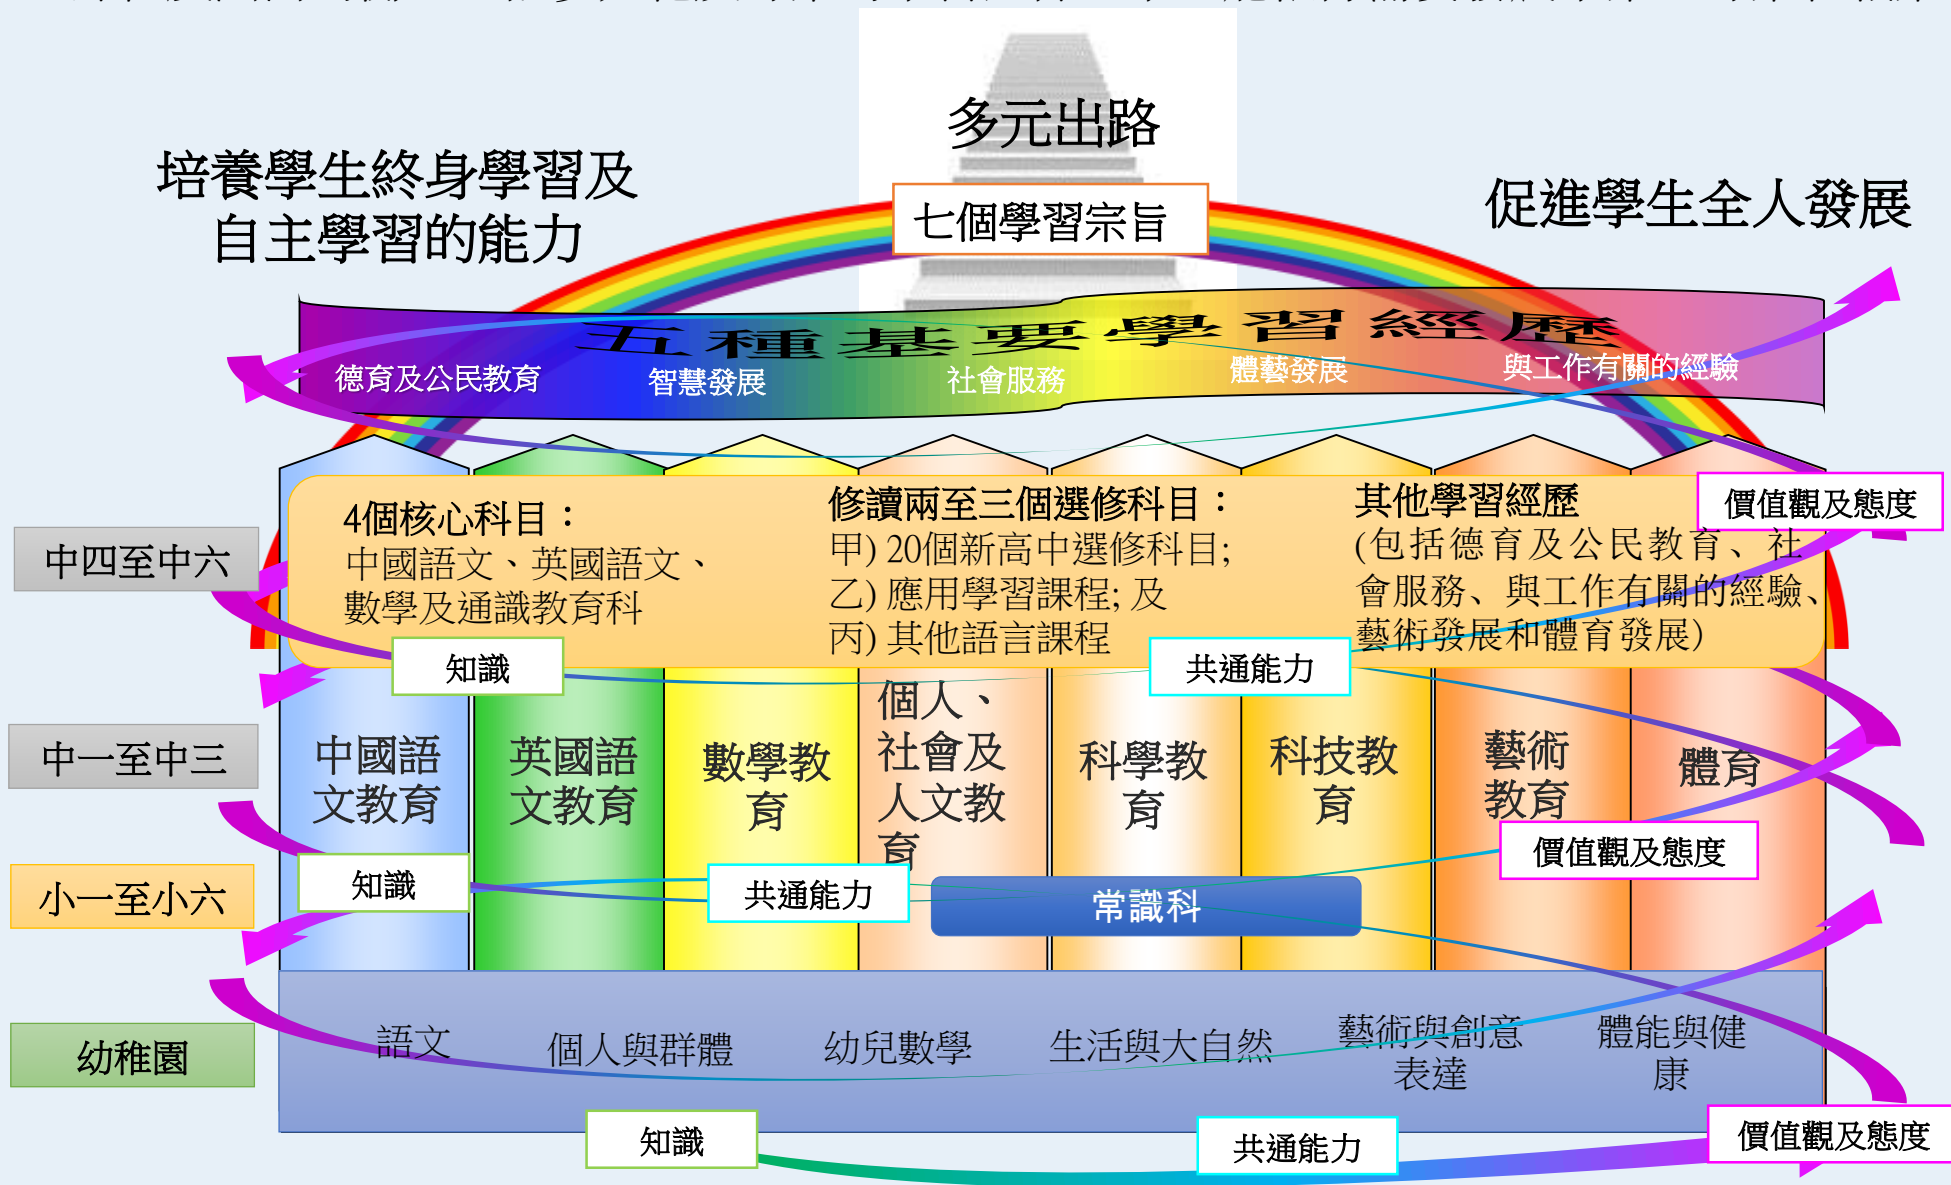 多元出路
培養學生終身學習及
自主學習的能力
七個學習宗旨
促進學生全人發展
五種基要學習經歷
德育及公民教育
智慧發展
社會服務
體藝發展
與工作有關的經驗
中四至中六
4個核心科目：
中國語文、英國語文、
數學及通識教育科
修讀兩至三個選修科目：
甲) 20個新高中選修科目;
乙) 應用學習課程; 及
丙) 其他語言課程
其他學習經歷
(包括德育及公民教育、社
會服務、與工作有關的經驗、
藝術發展和體育發展)
價值觀及態度
知識
共通能力
中一至中三
中國語
文教育
英國語
文教育
數學教
育
個人、
社會及
人文教
育
科學教
育
科技教
育
藝術
教育
體育
價值觀及態度
小一至小六
知識
共通能力
常識科
幼稚園
語文
個人與群體
幼兒數學
生活與大自然
藝術與創意
表達
體能與健
康
知識
共通能力
價值觀及態度